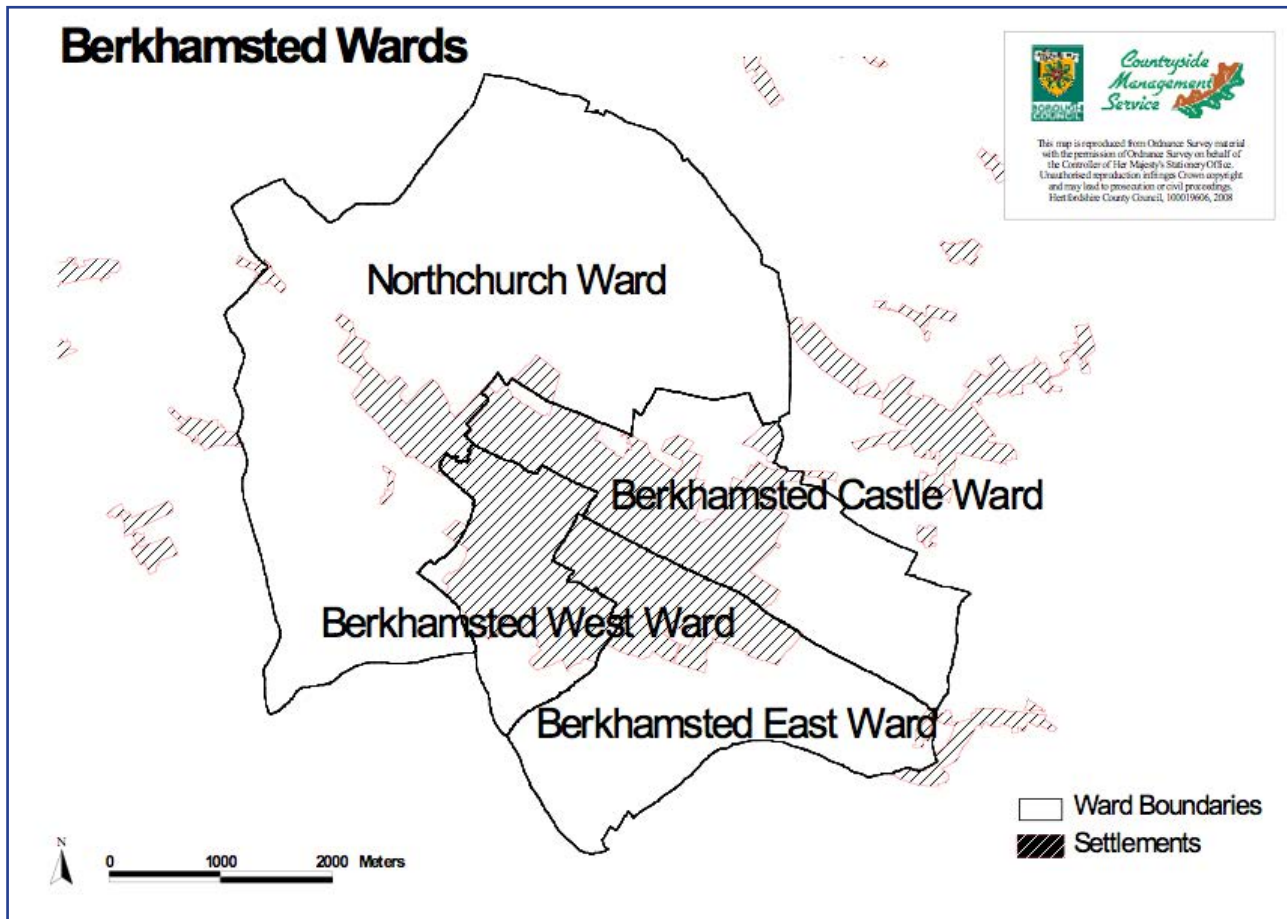 Berkhamsted Wards
BOROUGH
COUNCIL
Countryside
Management
Service
This map is reproduced from Ordnance Survey material
with the permission of Ordnance Survey on behalf of
the Controller of Her Majesty's Stationery Office.
Unauthorised reproduction infringes Crown copyright
and may lead to prosecution or civil proceedings.
Hertfordshire County Council, 100019606, 2008
Northchurch Ward
Berkhamsted Castle Ward
Berkhamsted West Ward
Berkhamsted East Ward
Ward Boundaries
Settlements
N
0 1000 2000 Meters